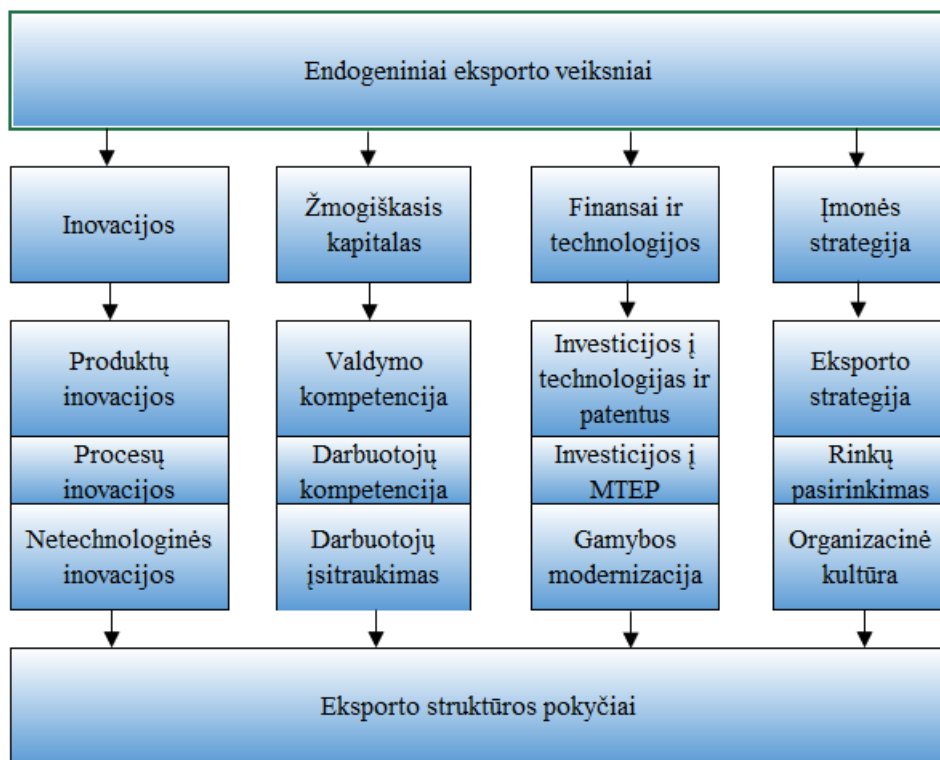 Endogeniniai eksporto veiksniai
Inovacijos
Žmogiškasis
kapitalas
Finansai ir
technologijos
Įmonės
strategija
Produktų
inovacijos
Valdymo
kompetencija
Investicijos į
technologijas ir
patentus
Eksporto
strategija
Procesų
inovacijos
Darbuotojų
kompetencija
Investicijos į
MTEP
Rinkų
pasirinkimas
Netechnologinės
inovacijos
Darbuotojų
įsitraukimas
Gamybos
modernizacija
Organizacinė
kultūra
Eksporto struktūros pokyčiai